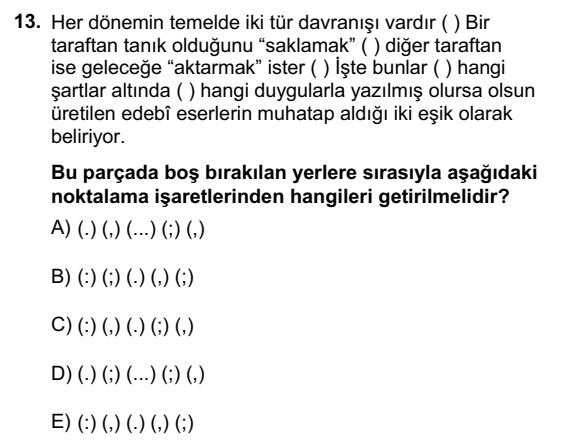 13. Her dönemin temelde iki tür davranışı vardır ( ) Bir
taraftan tanık olduğunu “saklamak” ( ) diğer taraftan
ise geleceğe “aktarmak” ister ( ) İşte bunlar ( ) hangi
şartlar altında ( ) hangi duygularla yazılmış olursa olsun
üretilen edebî eserlerin muhatap aldığı iki eşik olarak
beliriyor.
Bu parçada boş bırakılan yerlere sırasıyla aşağıdaki
noktalama işaretlerinden hangileri getirilmelidir?
A) (.) (,) (...) (;) (,)
B) (:) (;) (.) (,) (;)
C) (:) (,) (.) (;) (,)
D) (.) (;) (...) (;) (,)
E) (:) (,) (.) (,) (;)